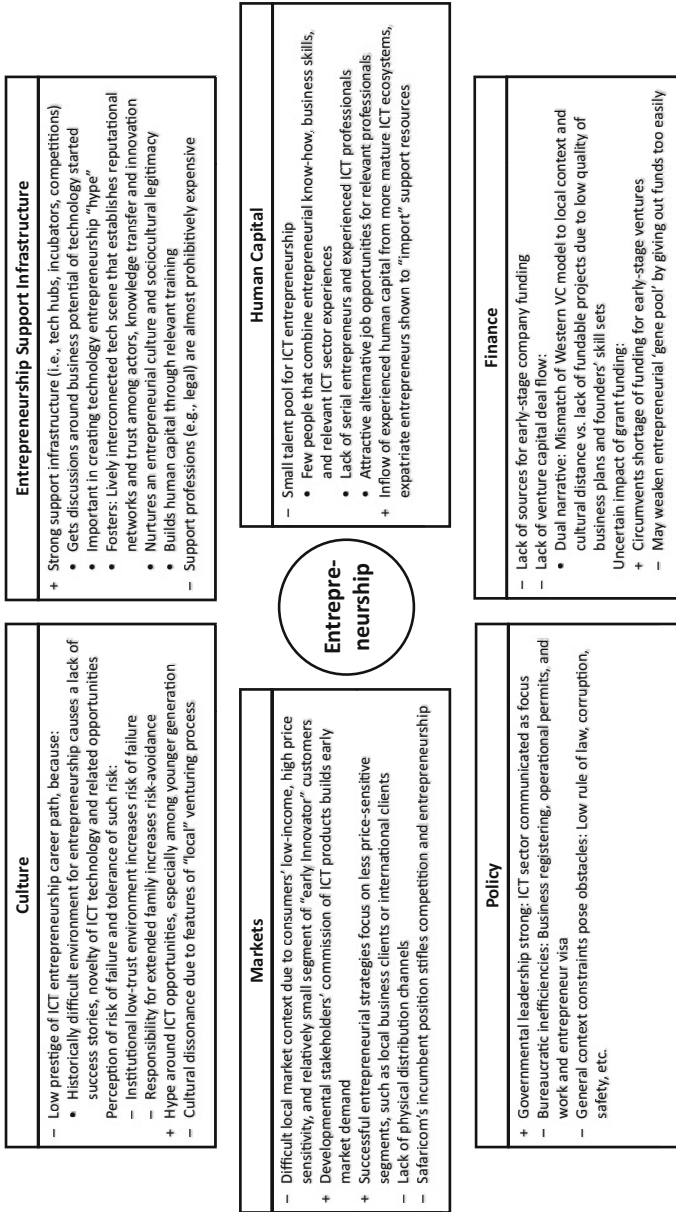 Culture
– Low prestige of ICT entrepreneurship career path, because:
• Historically difficult environment for entrepreneurship causes a lack of
success stories, novelty of ICT technology and related opportunities
Perception of risk of failure and tolerance of such risk:
– Institutional low-trust environment increases risk of failure
– Responsibility for extended family increases risk-avoidance
+ Hype around ICT opportunities, especially among younger generation
– Cultural dissonance due to features of “local” venturing process
Entrepreneurship Support Infrastructure
+ Strong support infrastructure (i.e., tech hubs, incubators, competitions)
• Gets discussions around business potential of technology started
• Important in creating technology entrepreneurship “hype”
• Fosters: Lively interconnected tech scene that establishes reputational
networks and trust among actors, knowledge transfer and innovation
• Nurtures an entrepreneurial culture and sociocultural legitimacy
• Builds human capital through relevant training
– Support professions (e.g., legal) are almost prohibitively expensive
Markets
– Difficult local market context due to consumers’ low-income, high price
sensitivity, and relatively small segment of “early Innovator” customers
+ Developmental stakeholders’ commission of ICT products builds early
market demand
+ Successful entrepreneurial strategies focus on less price-sensitive
segments, such as local business clients or international clients
– Lack of physical distribution channels
– Safaricom’s incumbent position stifles competition and entrepreneurship
Entrepre-
neurship
Human Capital
– Small talent pool for ICT entrepreneurship
• Few people that combine entrepreneurial know-how, business skills,
and relevant ICT sector experiences
• Lack of serial entrepreneurs and experienced ICT professionals
• Attractive alternative job opportunities for relevant professionals
+ Inflow of experienced human capital from more mature ICT ecosystems,
expatriate entrepreneurs shown to “import” support resources
Policy
+ Governmental leadership strong: ICT sector communicated as focus
– Bureaucratic inefficiencies: Business registering, operational permits, and
work and entrepreneur visa
– General context constraints pose obstacles: Low rule of law, corruption,
safety, etc.
Finance
– Lack of sources for early-stage company funding
– Lack of venture capital deal flow:
• Dual narrative: Mismatch of Western VC model to local context and
cultural distance vs. lack of fundable projects due to low quality of
business plans and founders’ skill sets
Uncertain impact of grant funding:
+ Circumvents shortage of funding for early-stage ventures
– May weaken entrepreneurial ‘gene pool’ by giving out funds too easily